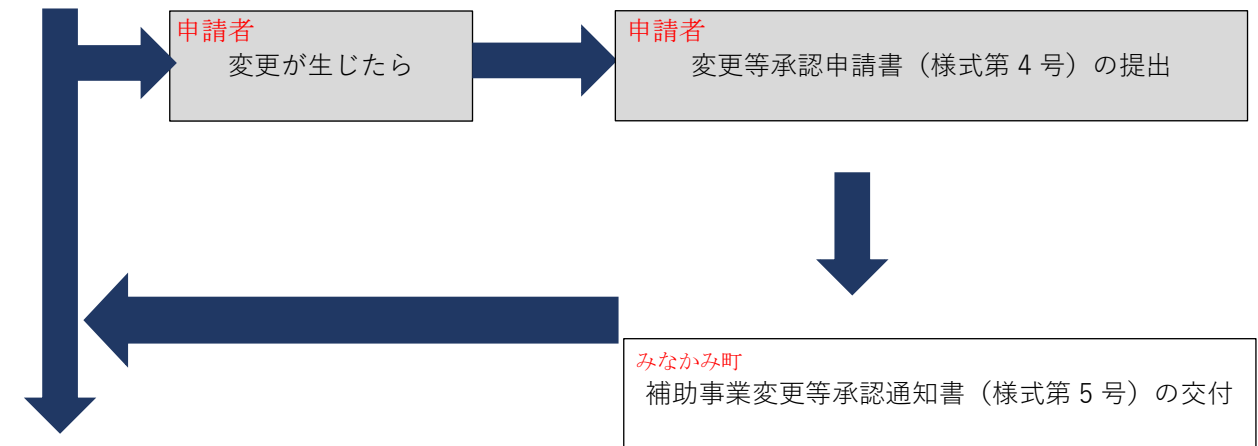 申請者
変更が生じたら
申請者
変更等承認申請書（様式第４号）の提出
みなかみ町
補助事業変更等承認通知書（様式第５号）の交付